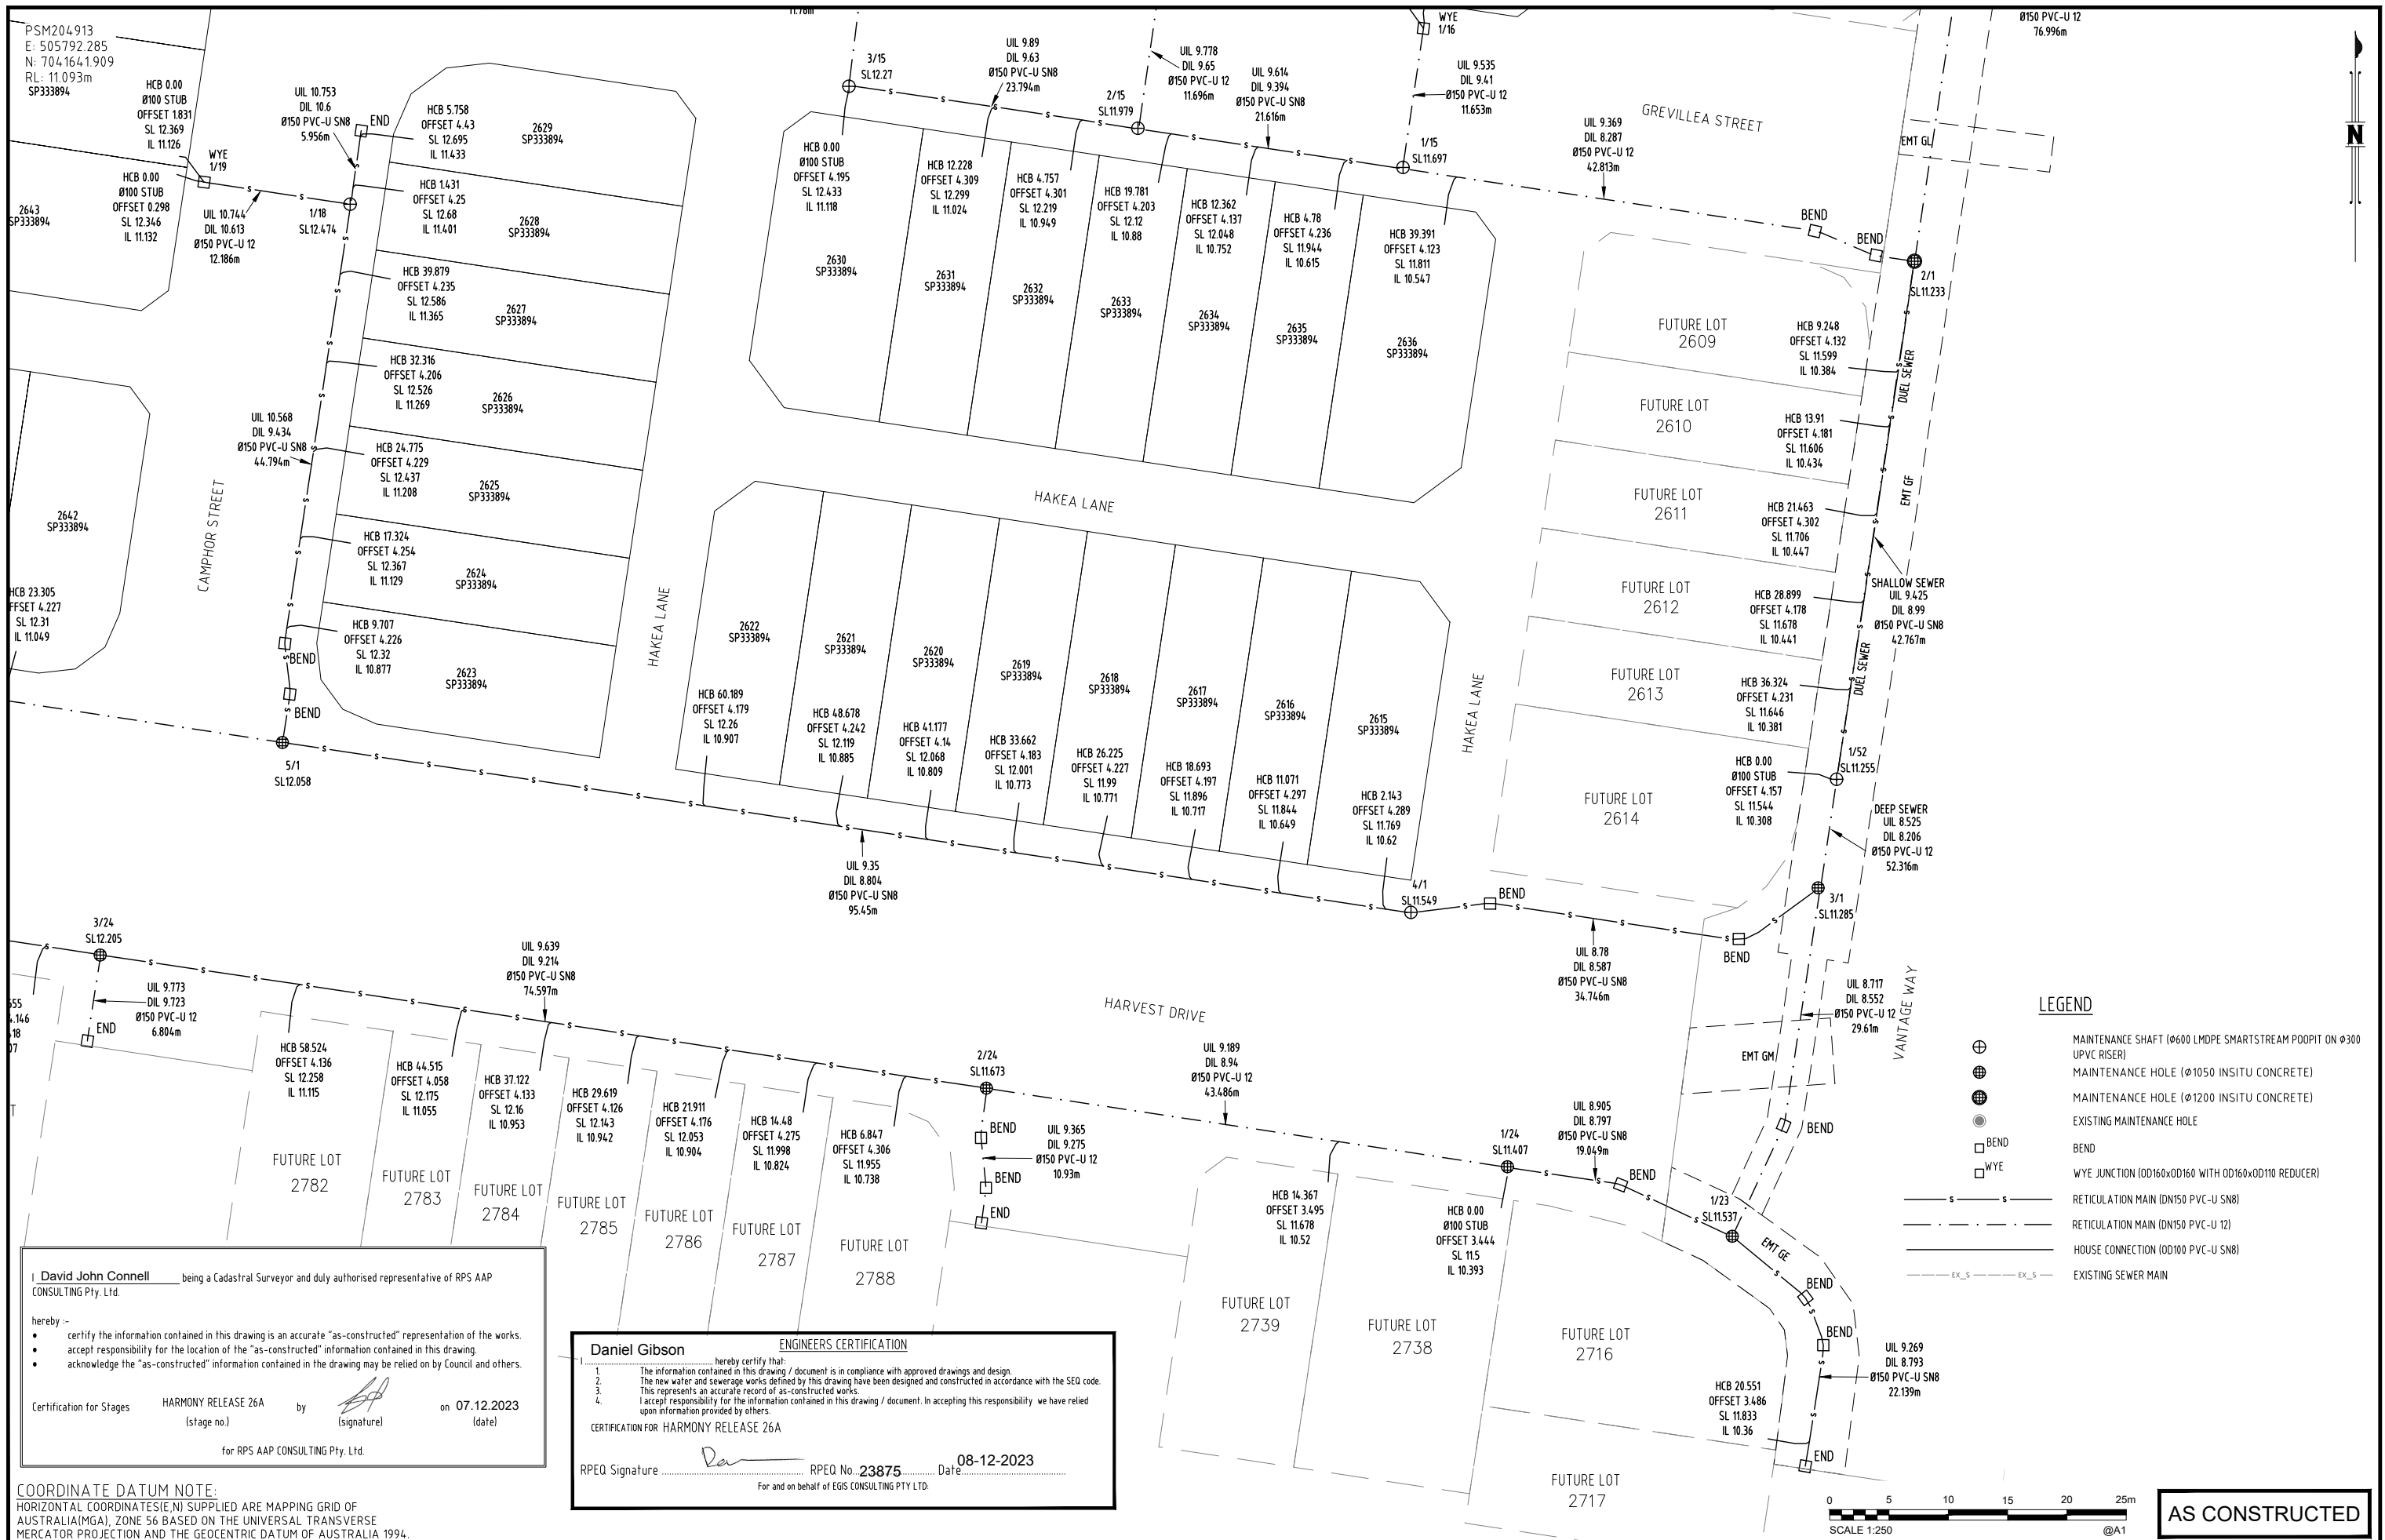 PSM204913
E: 505792.285
N: 7041641.909
RL: 11.093m
SP333894
HCB 0.00
Ø100 STUB
OFFSET 1.831
SL 12.369
IL 11.126
WYE
1/19
HCB 0.00
Ø100 STUB
OFFSET 0.298
SL 12.346
IL 11.132
2643
SP333894
UIL 10.744
DIL 10.613
Ø150 PVC-U 12
12.186m
UIL 10.753
DIL 10.6
Ø150 PVC-U SN8
5.956m
END
1/18
SL12.474
HCB 5.758
OFFSET 4.43
SL 12.695
IL 11.433
2629
SP333894
HCB 1.431
OFFSET 4.25
SL 12.68
IL 11.401
2628
SP333894
HCB 39.879
OFFSET 4.235
SL 12.586
IL 11.365
2627
SP333894
HCB 32.316
OFFSET 4.206
SL 12.526
IL 11.269
2626
SP333894
UIL 10.568
DIL 9.434
Ø150 PVC-U SN8
44.794m
HCB 24.775
OFFSET 4.229
SL 12.437
IL 11.208
2625
SP333894
HCB 17.324
OFFSET 4.254
SL 12.367
IL 11.129
2624
SP333894
HCB 9.707
OFFSET 4.226
SL 12.32
IL 10.877
2623
SP333894
BEND
BEND
CAMPHOR STREET
2642
SP333894
HCB 23.305
FFSET 4.227
SL 12.31
IL 11.049
5/1
SL12.058
3/15
SL12.27
UIL 9.89
DIL 9.63
Ø150 PVC-U SN8
23.794m
2/15
SL11.979
UIL 9.778
DIL 9.65
Ø150 PVC-U 12
11.696m
UIL 9.614
DIL 9.394
Ø150 PVC-U SN8
21.616m
WYE
1/16
UIL 9.535
DIL 9.41
Ø150 PVC-U 12
11.653m
1/15
SL11.697
UIL 9.369
DIL 8.287
Ø150 PVC-U 12
42.813m
GREVILLEA STREET
Ø150 PVC-U 12
76.996m
EMT GL
BEND
BEND
2/1
SL11.233
N
HCB 0.00
Ø100 STUB
OFFSET 4.195
SL 12.433
IL 11.118
2630
SP333894
HCB 12.228
OFFSET 4.309
SL 12.299
IL 11.024
2631
SP333894
HCB 4.757
OFFSET 4.301
SL 12.219
IL 10.949
2632
SP333894
HCB 19.781
OFFSET 4.203
SL 12.12
IL 10.88
2633
SP333894
HCB 12.362
OFFSET 4.137
SL 12.048
IL 10.752
2634
SP333894
HCB 4.78
OFFSET 4.236
SL 11.944
IL 10.615
2635
SP333894
HCB 39.391
OFFSET 4.123
SL 11.811
IL 10.547
2636
SP333894
HAKEA LANE
HAKEA LANE
HAKEA LANE
2622
SP333894
HCB 60.189
OFFSET 4.179
SL 12.26
IL 10.907
2621
SP333894
HCB 48.678
OFFSET 4.242
SL 12.119
IL 10.885
2620
SP333894
HCB 41.177
OFFSET 4.14
SL 12.068
IL 10.809
2619
SP333894
HCB 33.662
OFFSET 4.183
SL 12.001
IL 10.773
2618
SP333894
HCB 26.225
OFFSET 4.227
SL 11.99
IL 10.771
2617
SP333894
HCB 18.693
OFFSET 4.197
SL 11.896
IL 10.717
2616
SP333894
HCB 11.071
OFFSET 4.297
SL 11.844
IL 10.649
2615
SP333894
HCB 2.143
OFFSET 4.289
SL 11.769
IL 10.62
UIL 9.35
DIL 8.804
Ø150 PVC-U SN8
95.45m
4/1
SL11.549
BEND
UIL 8.78
DIL 8.587
Ø150 PVC-U SN8
34.746m
BEND
3/1
SL11.285
FUTURE LOT
2609
HCB 9.248
OFFSET 4.132
SL 11.599
IL 10.384
DUEL SEWER
FUTURE LOT
2610
HCB 13.91
OFFSET 4.181
SL 11.606
IL 10.434
EMT GF
FUTURE LOT
2611
HCB 21.463
OFFSET 4.302
SL 11.706
IL 10.447
SHALLOW SEWER
UIL 9.425
DIL 8.99
Ø150 PVC-U SN8
42.767m
FUTURE LOT
2612
HCB 28.899
OFFSET 4.178
SL 11.678
IL 10.441
DUEL SEWER
FUTURE LOT
2613
HCB 36.324
OFFSET 4.231
SL 11.646
IL 10.381
1/52
SL11.255
HCB 0.00
Ø100 STUB
OFFSET 4.157
SL 11.544
IL 10.308
FUTURE LOT
2614
DEEP SEWER
UIL 8.525
DIL 8.206
Ø150 PVC-U 12
52.316m
VANTAGE WAY
UIL 8.717
DIL 8.552
Ø150 PVC-U 12
29.61m
EMT GM
BEND
3/24
SL12.205
UIL 9.773
DIL 9.723
Ø150 PVC-U 12
6.804m
END
UIL 9.639
DIL 9.214
Ø150 PVC-U SN8
74.597m
HARVEST DRIVE
2/24
SL11.673
HCB 58.524
OFFSET 4.136
SL 12.258
IL 11.115
FUTURE LOT
2782
HCB 44.515
OFFSET 4.058
SL 12.175
IL 11.055
FUTURE LOT
2783
HCB 37.122
OFFSET 4.133
SL 12.16
IL 10.953
FUTURE LOT
2784
HCB 29.619
OFFSET 4.126
SL 12.143
IL 10.942
FUTURE LOT
2785
HCB 21.911
OFFSET 4.176
SL 12.053
IL 10.904
FUTURE LOT
2786
HCB 14.48
OFFSET 4.275
SL 11.998
IL 10.824
FUTURE LOT
2787
HCB 6.847
OFFSET 4.306
SL 11.955
IL 10.738
FUTURE LOT
2788
BEND
UIL 9.365
DIL 9.275
Ø150 PVC-U 12
10.93m
BEND
END
UIL 9.189
DIL 8.94
Ø150 PVC-U 12
43.486m
1/24
SL11.407
UIL 8.905
DIL 8.797
Ø150 PVC-U SN8
19.049m
BEND
1/23
SL11.537
EMT GE
BEND
BEND
UIL 9.269
DIL 8.793
Ø150 PVC-U SN8
22.139m
END
HCB 14.367
OFFSET 3.495
SL 11.678
IL 10.52
FUTURE LOT
2739
HCB 0.00
Ø100 STUB
OFFSET 3.444
SL 11.5
IL 10.393
FUTURE LOT
2738
FUTURE LOT
2716
HCB 20.551
OFFSET 3.486
SL 11.833
IL 10.36
FUTURE LOT
2717
LEGEND
MAINTENANCE SHAFT (Ø600 LMDPE SMARTSTREAM POOPIT ON Ø300
UPVC RISER)
MAINTENANCE HOLE (Ø1050 INSITU CONCRETE)
MAINTENANCE HOLE (Ø1200 INSITU CONCRETE)
EXISTING MAINTENANCE HOLE
BEND BEND
WYE WYE JUNCTION (OD160xOD160 WITH OD160xOD110 REDUCER)
S S RETICULATION MAIN (DN150 PVC-U SN8)
RETICULATION MAIN (DN150 PVC-U 12)
HOUSE CONNECTION (OD100 PVC-U SN8)
EX_S EX_S EXISTING SEWER MAIN
I David John Connell being a Cadastral Surveyor and duly authorised representative of RPS AAP
CONSULTING Pty. Ltd.
hereby :-
• certify the information contained in this drawing is an accurate "as-constructed" representation of the works.
• accept responsibility for the location of the "as-constructed" information contained in this drawing.
• acknowledge the "as-constructed" information contained in the drawing may be relied on by Council and others.
Certification for Stages HARMONY RELEASE 26A by on 07.12.2023
(stage no.) (signature) (date)
for RPS AAP CONSULTING Pty. Ltd.
ENGINEERS CERTIFICATION
I Daniel Gibson hereby certify that:
1. The information contained in this drawing / document is in compliance with approved drawings and design.
2. The new water and sewerage works defined by this drawing have been designed and constructed in accordance with the SEQ code.
3. This represents an accurate record of as-constructed works.
4. I accept responsibility for the information contained in this drawing / document. In accepting this responsibility we have relied
upon information provided by others.
CERTIFICATION FOR HARMONY RELEASE 26A
RPEQ Signature RPEQ No. 23875 Date 08-12-2023
For and on behalf of EGIS CONSULTING PTY LTD:
COORDINATE DATUM NOTE:
HORIZONTAL COORDINATES(E,N) SUPPLIED ARE MAPPING GRID OF
AUSTRALIA(MGA), ZONE 56 BASED ON THE UNIVERSAL TRANSVERSE
MERCATOR PROJECTION AND THE GEOCENTRIC DATUM OF AUSTRALIA 1994.
0 5 10 15 20 25m
SCALE 1:250 @A1
AS CONSTRUCTED